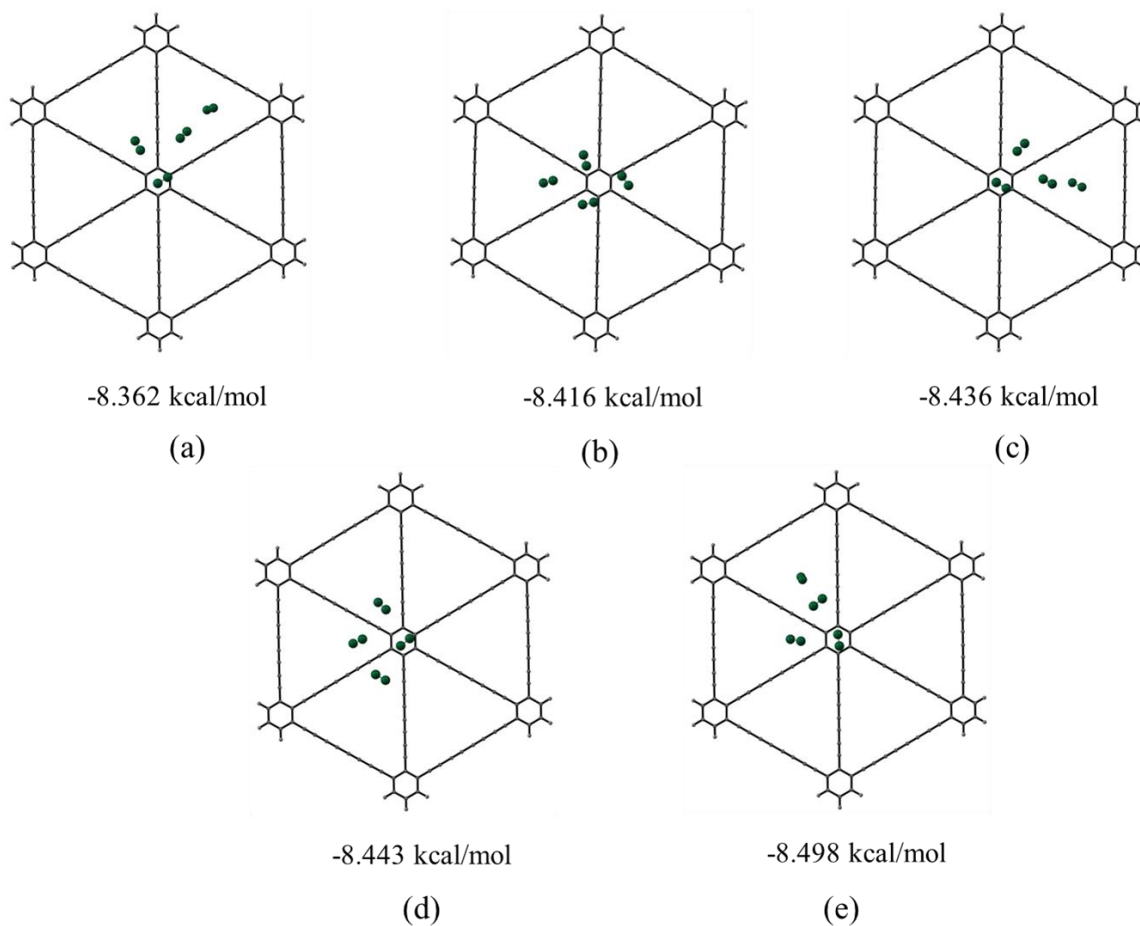 -8.362 kcal/mol
-8.416 kcal/mol
-8.436 kcal/mol
(a)
(b)
(c)
-8.443 kcal/mol
-8.498 kcal/mol
(d)
(e)